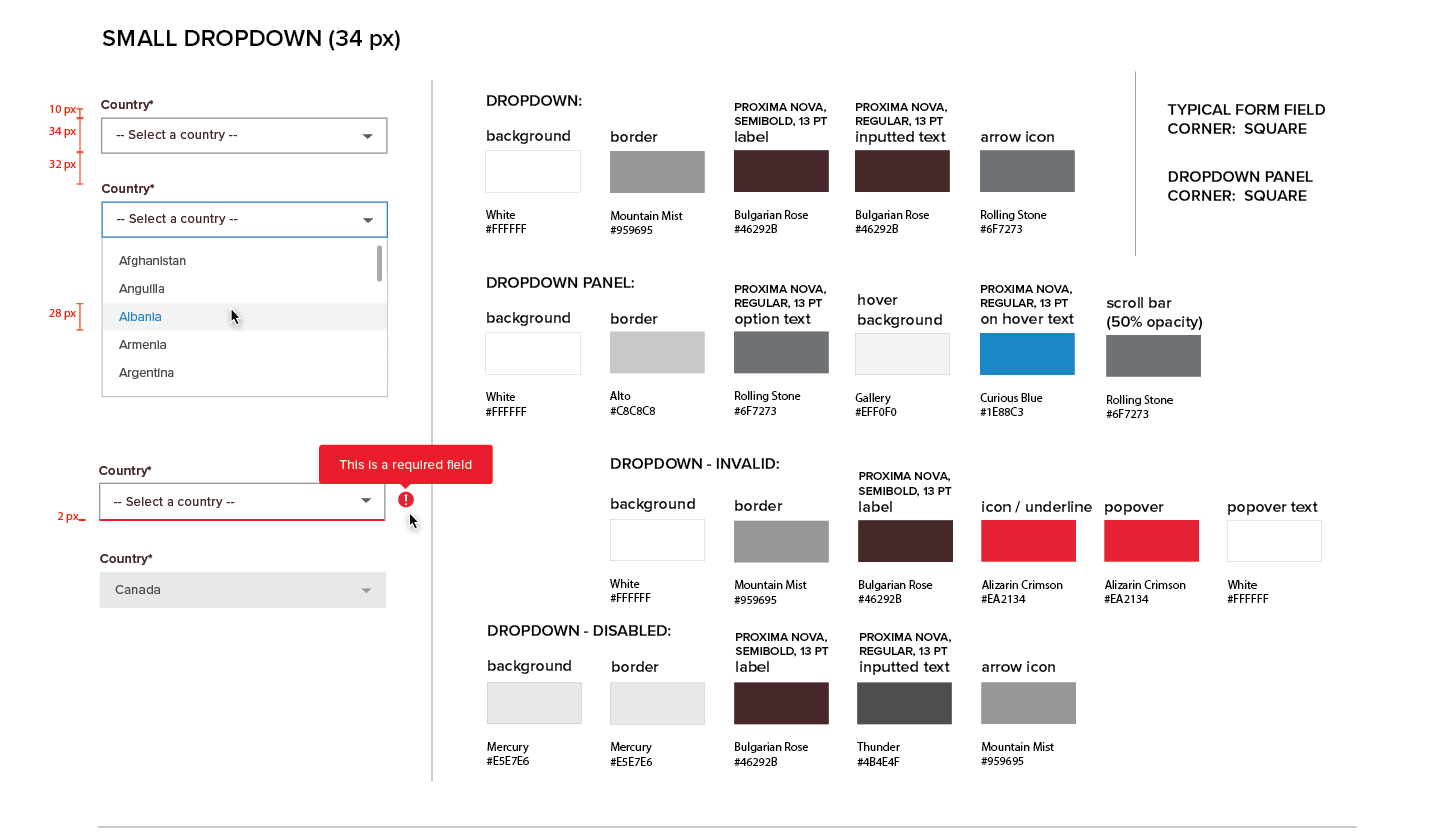 SMALL DROPDOWN (34 px)
Country*
10 px
34 px
-- Select a country --
32 px
Country*
-- Select a country --
Afghanistan
Anguilla
28 px
Albania
Armenia
Argentina
This is a required field
Country*
-- Select a country --
2 px
Country*
Canada
DROPDOWN:
background
White
#FFFFFF
border
Mountain Mist
#959695
PROXIMA NOVA,
SEMIBOLD, 13 PT
label
Bulgarian Rose
#46292B
PROXIMA NOVA,
REGULAR, 13 PT
inputted text
Bulgarian Rose
#46292B
arrow icon
Rolling Stone
#6F7273
TYPICAL FORM FIELD
CORNER: SQUARE
DROPDOWN PANEL
CORNER: SQUARE
DROPDOWN PANEL:
background
White
#FFFFFF
border
Alto
#C8C8C8
PROXIMA NOVA,
REGULAR, 13 PT
option text
Rolling Stone
#6F7273
hover
background
Gallery
#EFF0F0
PROXIMA NOVA,
REGULAR, 13 PT
on hover text
Curious Blue
#1E88C3
scroll bar
(50% opacity)
Rolling Stone
#6F7273
DROPDOWN - INVALID:
background
White
#FFFFFF
border
Mountain Mist
#959695
PROXIMA NOVA,
SEMIBOLD, 13 PT
label
Bulgarian Rose
#46292B
icon / underline
Alizarin Crimson
#EA2134
popover
Alizarin Crimson
#EA2134
popover text
White
#FFFFFF
DROPDOWN - DISABLED:
background
Mercury
#E5E7E6
border
Mercury
#E5E7E6
PROXIMA NOVA,
SEMIBOLD, 13 PT
label
Bulgarian Rose
#46292B
PROXIMA NOVA,
REGULAR, 13 PT
inputted text
Thunder
#4B4E4F
arrow icon
Mountain Mist
#959695